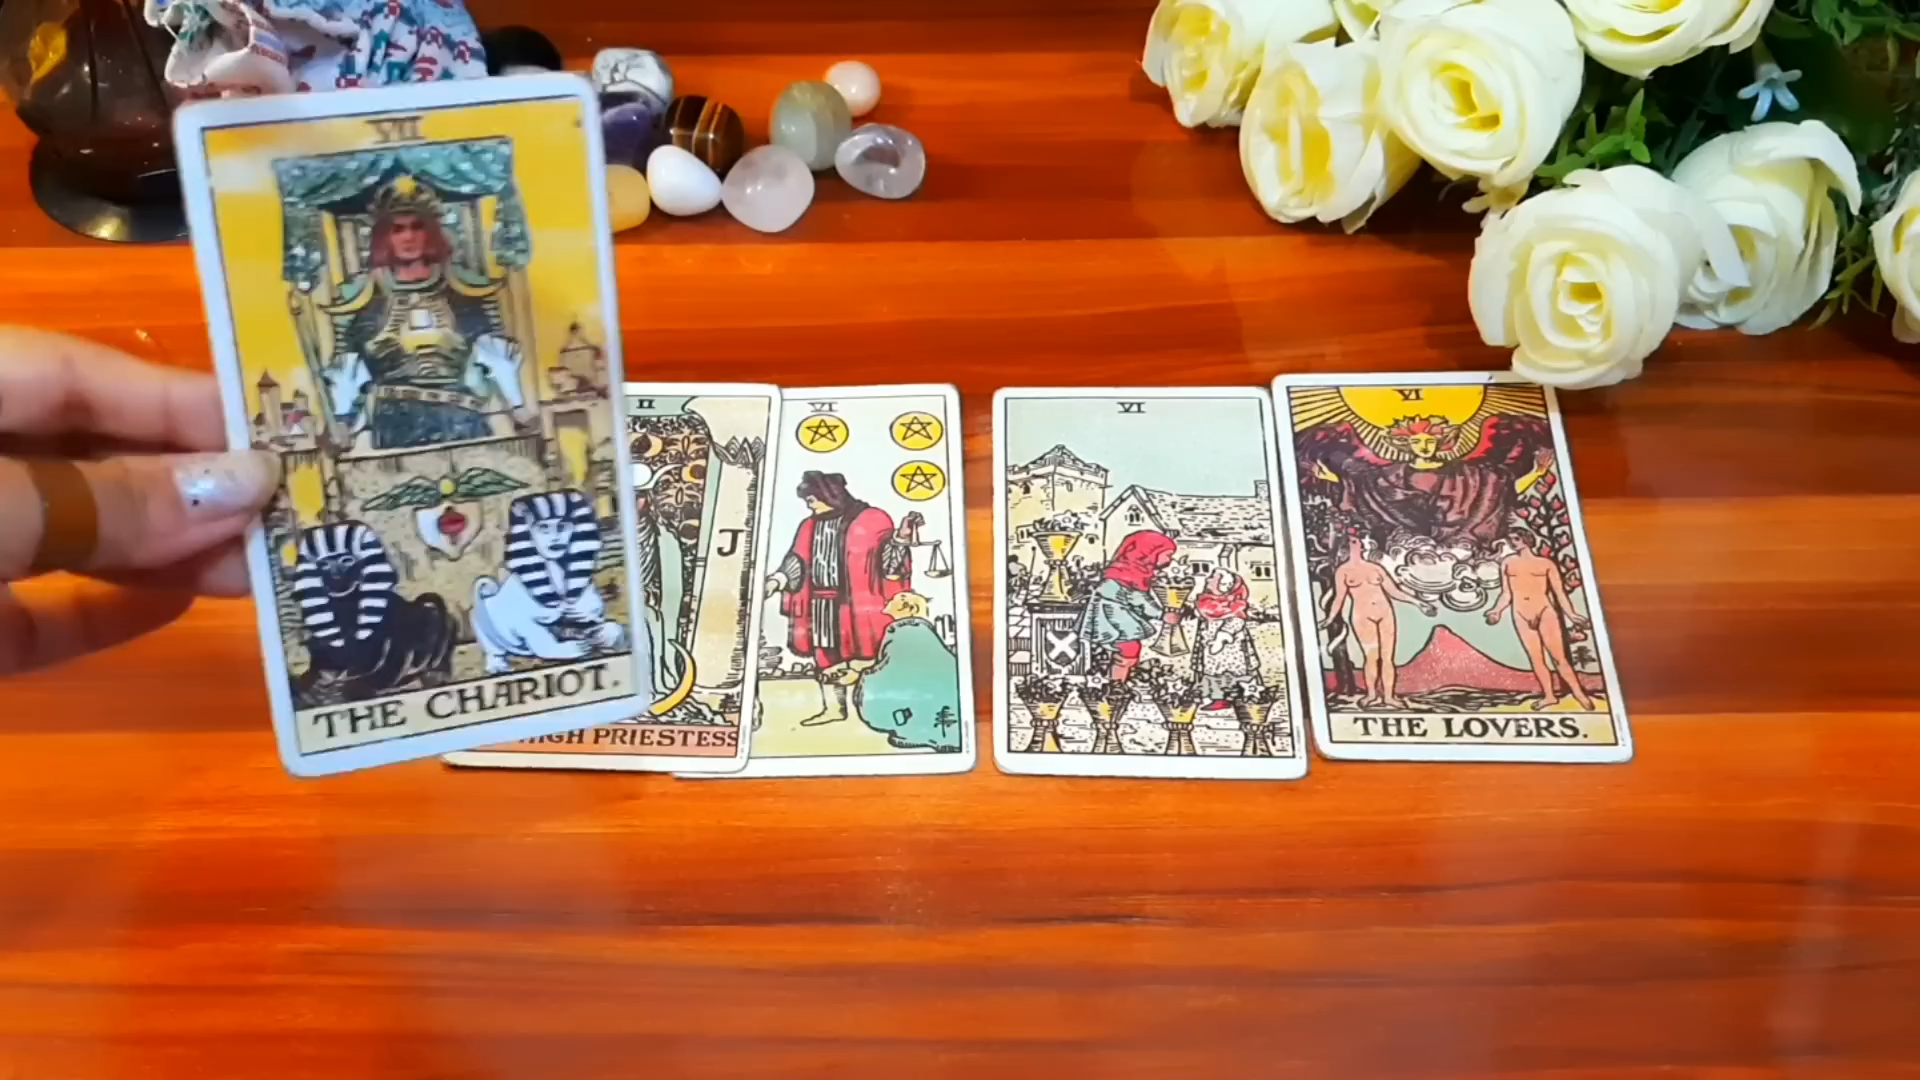 VII
THE CHARIOT.
II
J
HIGH PRIESTESS
VI
VI
VI
THE LOVERS.